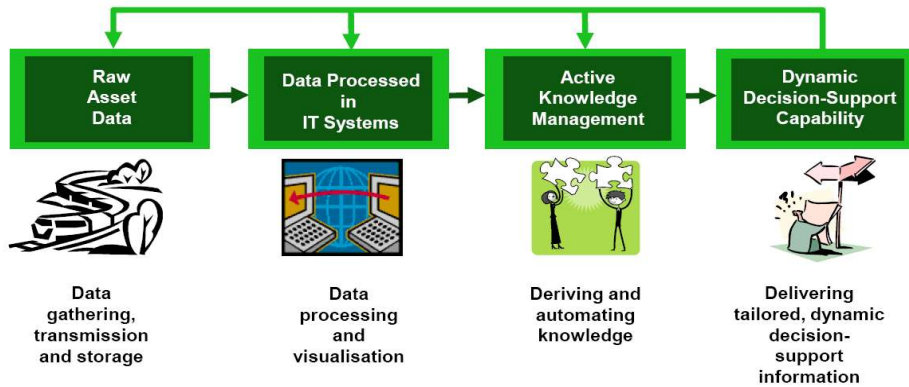 Raw
Asset
Data
Data Processed
in
IT Systems
Active
Knowledge
Management
Dynamic
Decision-Support
Capability
?!
Data
gathering,
transmission
and storage
Data
processing
and
visualisation
Deriving and
automating
knowledge
Delivering
tailored, dynamic
decision-
support
information